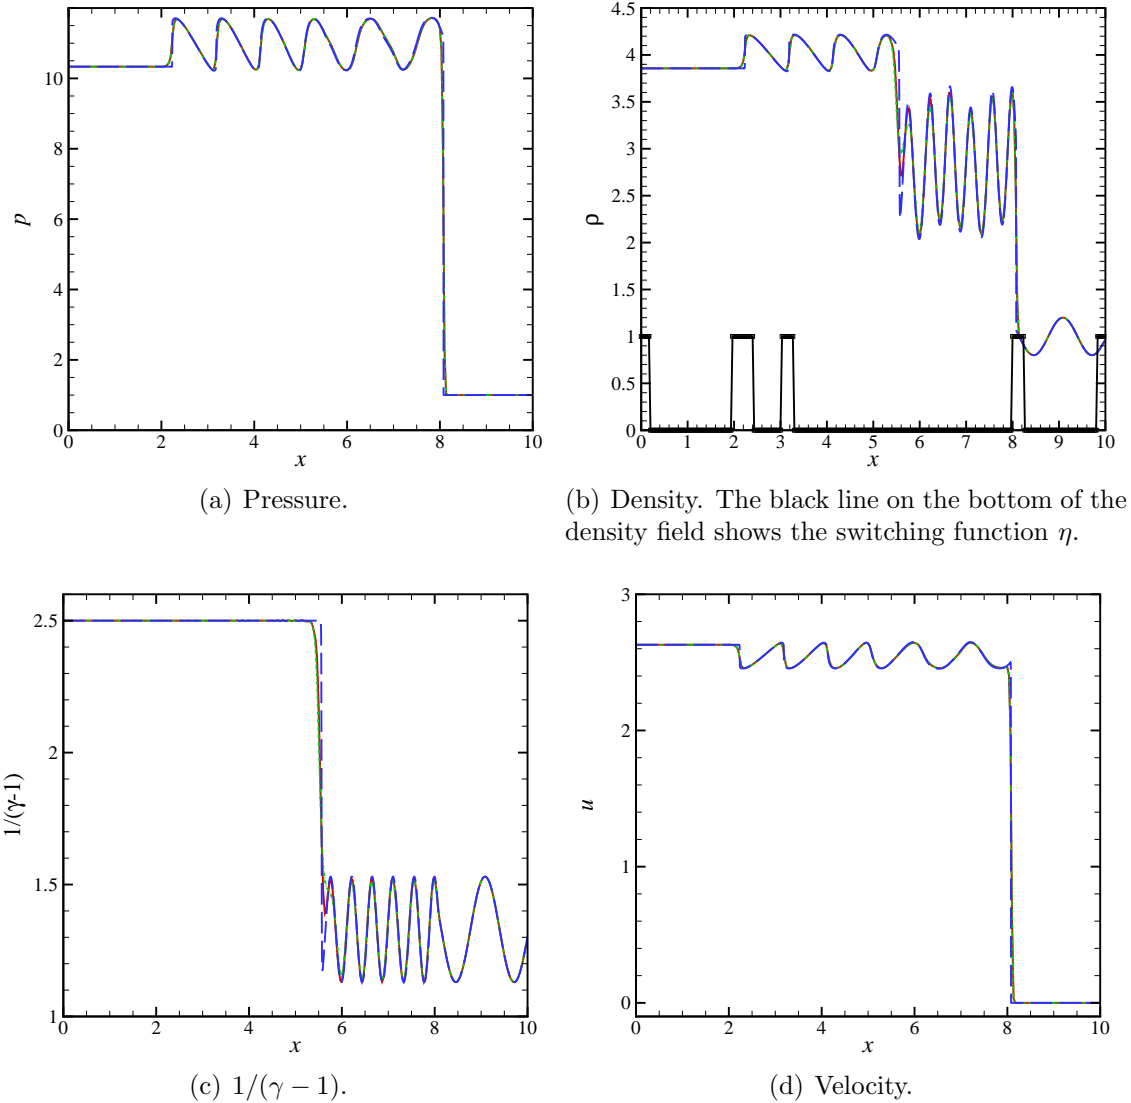 10
8
6
4
2
0
p
0 2 4 6 8 10
x
4.5
4
3.5
3
2.5
2
1.5
1
0.5
0
ρ
0 1 2 3 4 5 6 7 8 9 10
x
(a) Pressure.
(b) Density. The black line on the bottom of the
density field shows the switching function η.
2.5
2
1.5
1
1/(γ-1)
0 2 4 6 8 10
x
3
2
1
0
u
0 2 4 6 8 10
x
(c) 1/(γ − 1).
(d) Velocity.